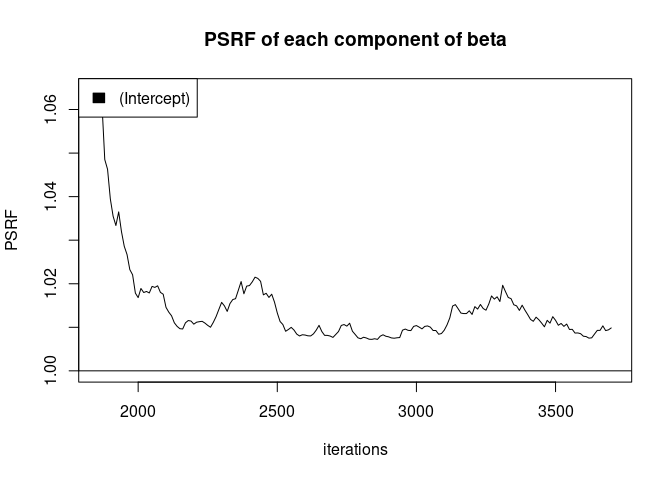 PSRF of each component of beta
(Intercept)
PSRF
1.06
1.04
1.02
1.00
2000 2500 3000 3500
iterations